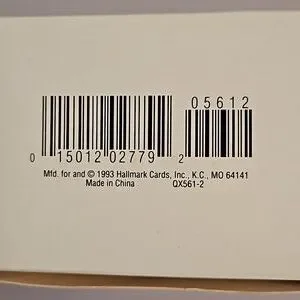 05612
0 15012 02779 2
Mfd. for and © 1993 Hallmark Cards, Inc., K.C., MO 64141
Made in China QX561-2